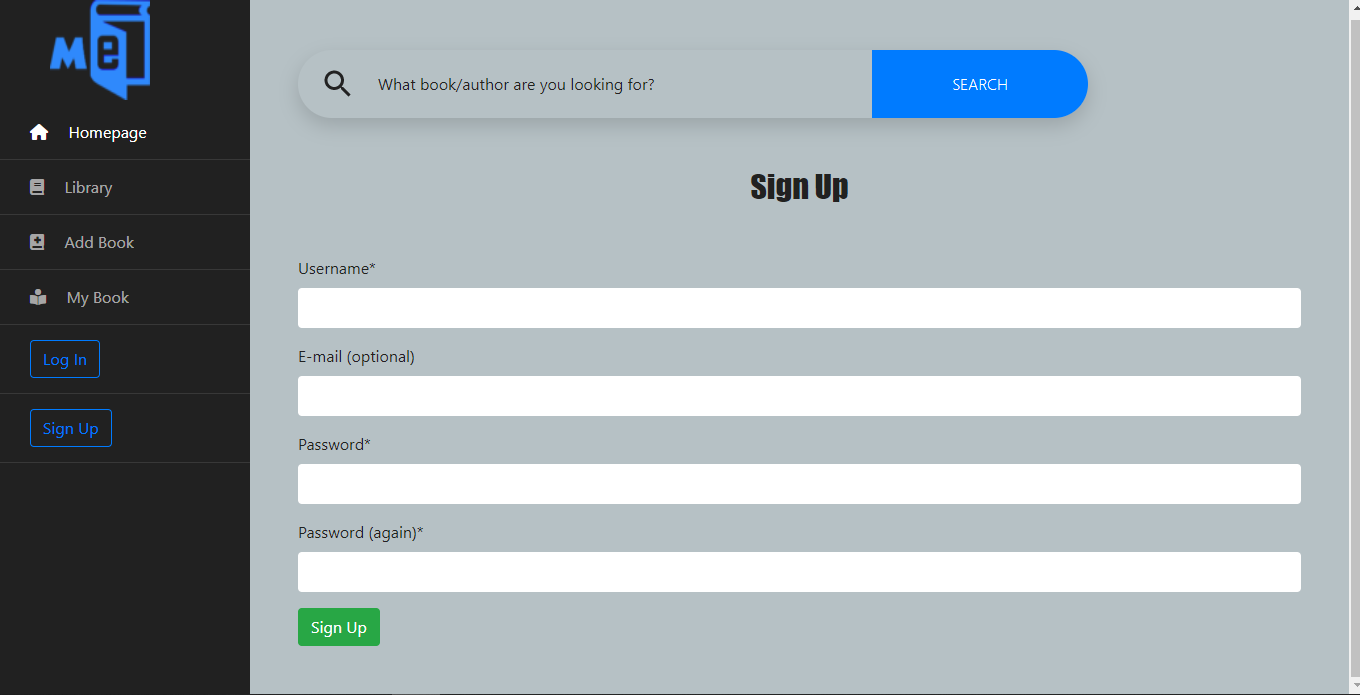 me
Homepage
Library
Add Book
My Book
Log In
Sign Up
What book/author are you looking for?
SEARCH
Sign Up
Username*
E-mail (optional)
Password*
Password (again)*
Sign Up